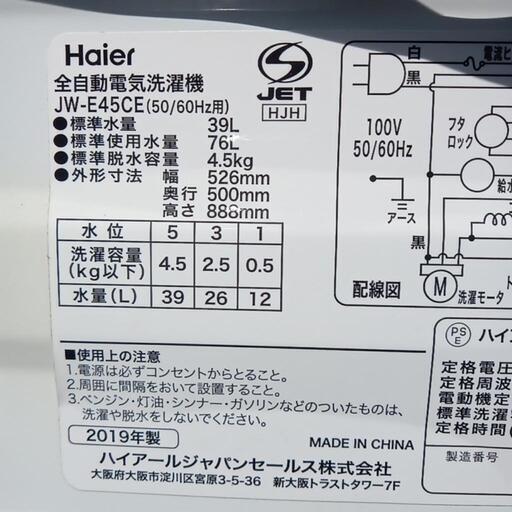 Haier
全自動電気洗濯機
JW-E45CE(50/60Hz用)
●標準水量 39L
●標準使用水量 76L
●標準脱水容量 4.5kg
●外形寸法 幅 526mm
奥行 500mm
高さ 888mm
S
JET
HJH
水位 5 3 1
洗濯容量(kg以下) 4.5 2.5 0.5
水量(L) 39 26 12
白
黒
100V
50/60Hz
電流ヒ
フタ
ロック
給水
アース
黒
M
洗濯モータ
配線図
■使用上の注意
1.電源は必ずコンセントからとること。
2.周囲に間隔をおいて設置すること。
3.ベンジン・灯油・シンナー・ガソリンなどのついたものは、
洗濯や脱水をしないでください。
2019年製
MADE IN CHINA
ハイアールジャパンセールス株式会社
大阪府大阪市淀川区宮原3-5-36 新大阪トラストタワー7F
PS
E
ハイ
定格電圧
定格周波
電動機定
標準洗濯
定格時間(
製造番号